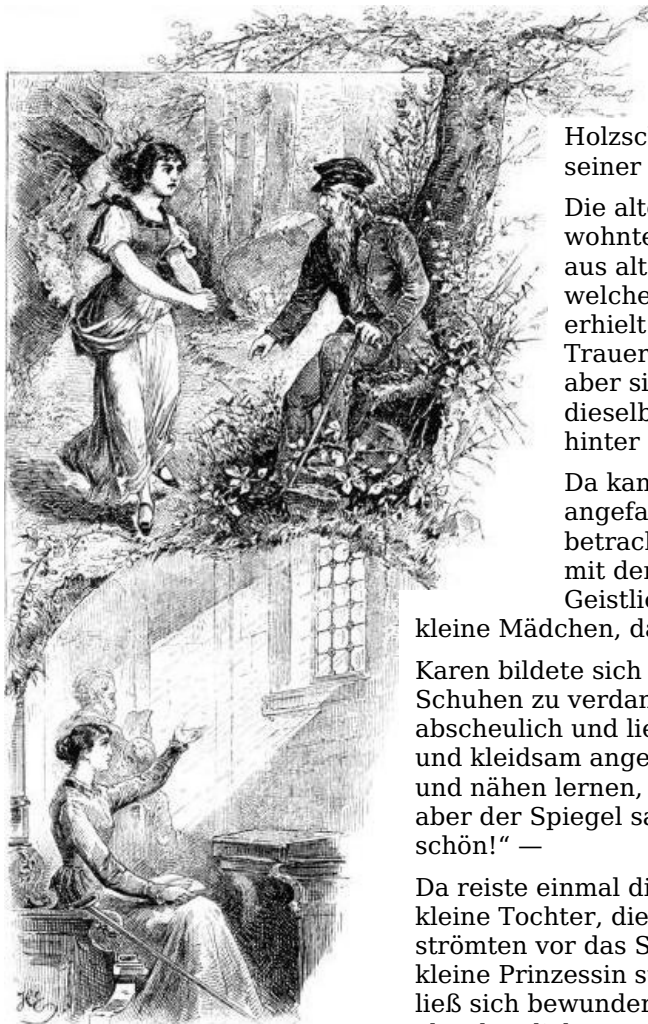 Holzsc
seiner
Die alt
wohnte
aus alt
welche
erhielt
Trauer
aber si
dieselb
hinter
Da kam
angefa
betrach
mit der
Geistlic
kleine Mädchen, da
Karen bildete sich
Schuhen zu verdan
abscheulich und lie
und kleidsam ange
und nähen lernen,
aber der Spiegel sa
schön!“ —
Da reiste einmal di
kleine Tochter, die
strömten vor das S
kleine Prinzessin s
ließ sich bewunder